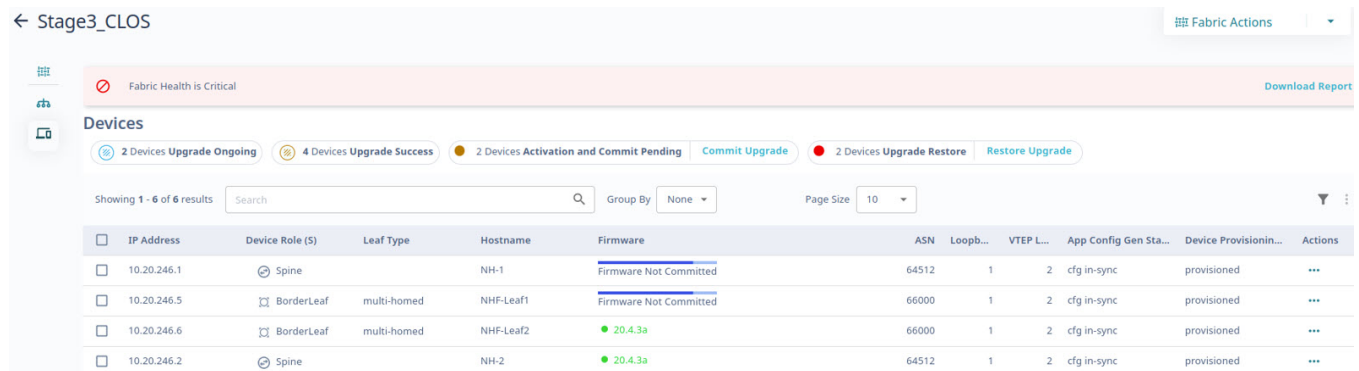 Stage3_CLOS
Fabric Actions
Fabric Health is Critical
Download Report
Devices
2 Devices Upgrade Ongoing
4 Devices Upgrade Success
2 Devices Activation and Commit Pending
Commit Upgrade
2 Devices Upgrade Restore
Restore Upgrade
Showing 1 - 6 of 6 results
Search
Group By None
Page Size 10
IP Address Device Role (S) Leaf Type Hostname Firmware ASN Loopb... VTEP L... App Config Gen Sta... Device Provisionin... Actions
10.20.246.1 Spine NH-1 Firmware Not Committed 64512 1 2 cfg in-sync provisioned ...
10.20.246.5 BorderLeaf multi-homed NHF-Leaf1 Firmware Not Committed 66000 1 2 cfg in-sync provisioned ...
10.20.246.6 BorderLeaf multi-homed NHF-Leaf2 20.4.3a 66000 1 2 cfg in-sync provisioned ...
10.20.246.2 Spine NH-2 20.4.3a 64512 1 2 cfg in-sync provisioned ...